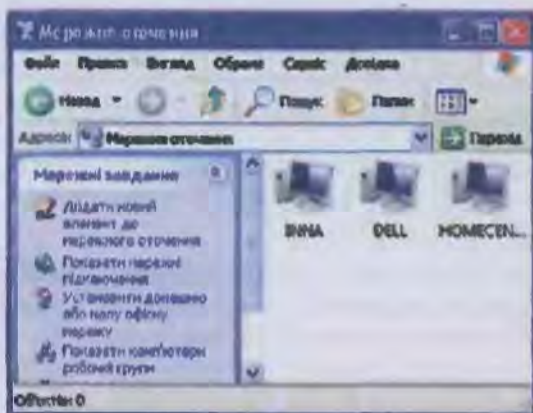 Мережне оточення
Файл Правка Вигляд Обране Сервіс Довідка
Назад Пошук Папки
Адреса: Мережне оточення Перехід
Мережні завдання
Додати новий
елемент до
мережного оточення
Показати мережні
підключення
Установити домашню
або малу офісну
мережу
Показати комп'ютери
робочої групи
INNA DELL HOMECEN...
Об'єктів: 0